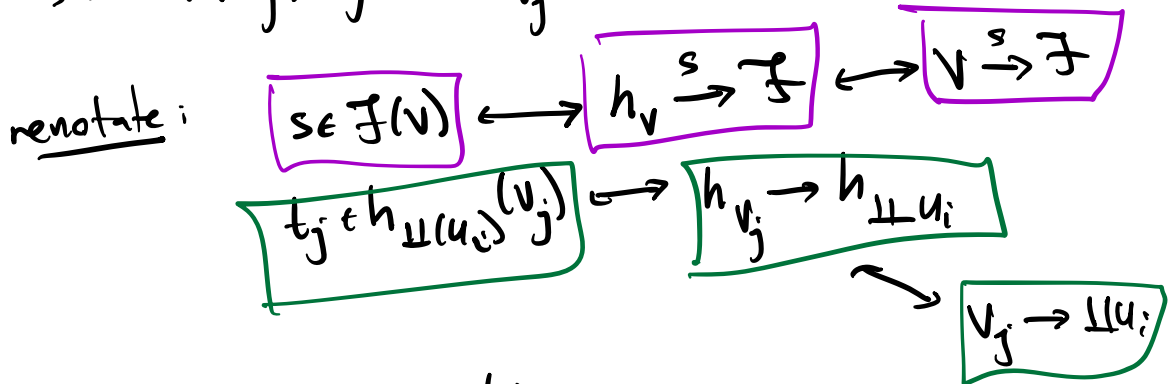 renotate: s ∈ ℱ(V) ⟷ h_V →^s ℱ ⟷ V →^s ℱ
t_j ∈ h_{⨿(U_i)}(V_j) ⟷ h_{V_j} → h_{⨿U_i}
⟷ V_j → ⨿U_i